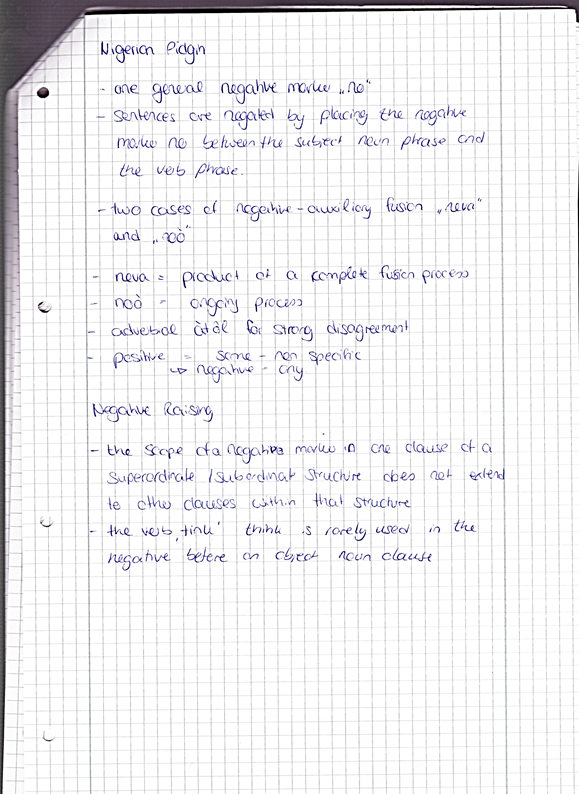 Nigerian Pidgin
- one general negative marker „no"
- sentences are negated by placing the negative
marker no between the subject noun phrase and
the verb phrase.
- two cases of negative-auxiliary fusion „neva"
and „noò"
- neva = product of a complete fusion process
- noò = ongoing process
- adverbial àtôl for strong disagreement
- positive = some - non specific
↳ negative - any
Negative Raising
- the scope of a negative marker in one clause of a
superordinate / subordinat structure does not extend
to other clauses within that structure
- the verb ‚tink' think is rarely used in the
negative before an object noun clause